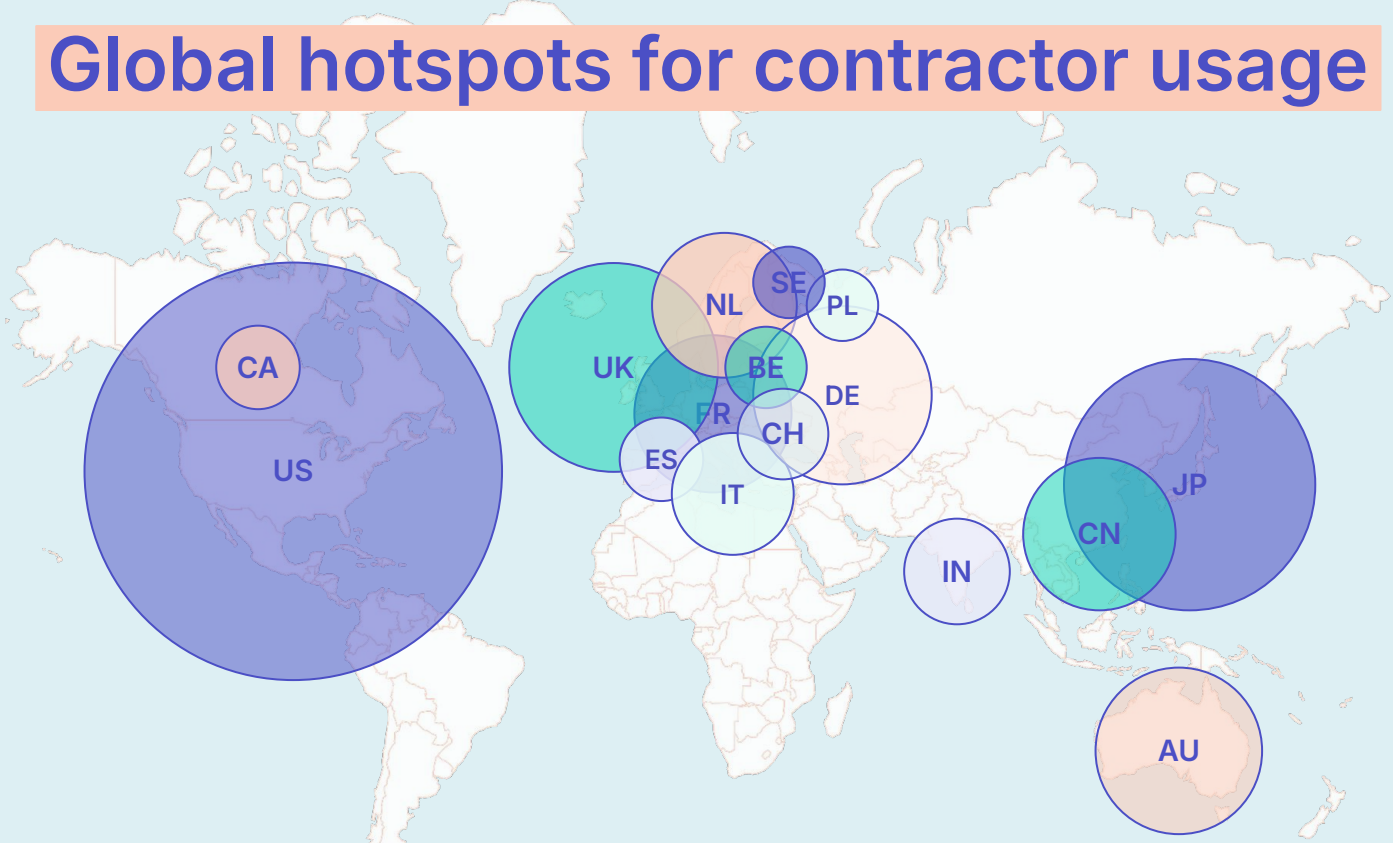 Global hotspots for contractor usage
SE
NL
PL
CA
UK
BE
DE
FR
CH
ES
US
IT
JP
CN
IN
AU